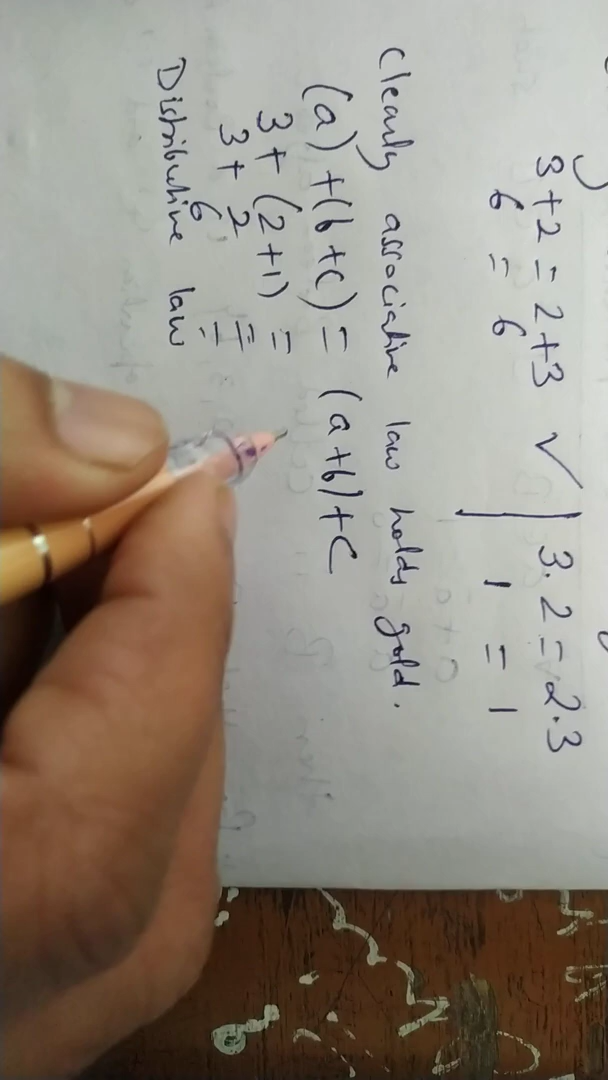 3+2 = 2+3 ✓ | 3.2 = 2.3
6 = 6 | 1 = 1
Clearly associative law holds gold.
(a) + (b+c) = (a+b)+c
3 + (2+1) =
3 + 2 =
6 =
Distributive law